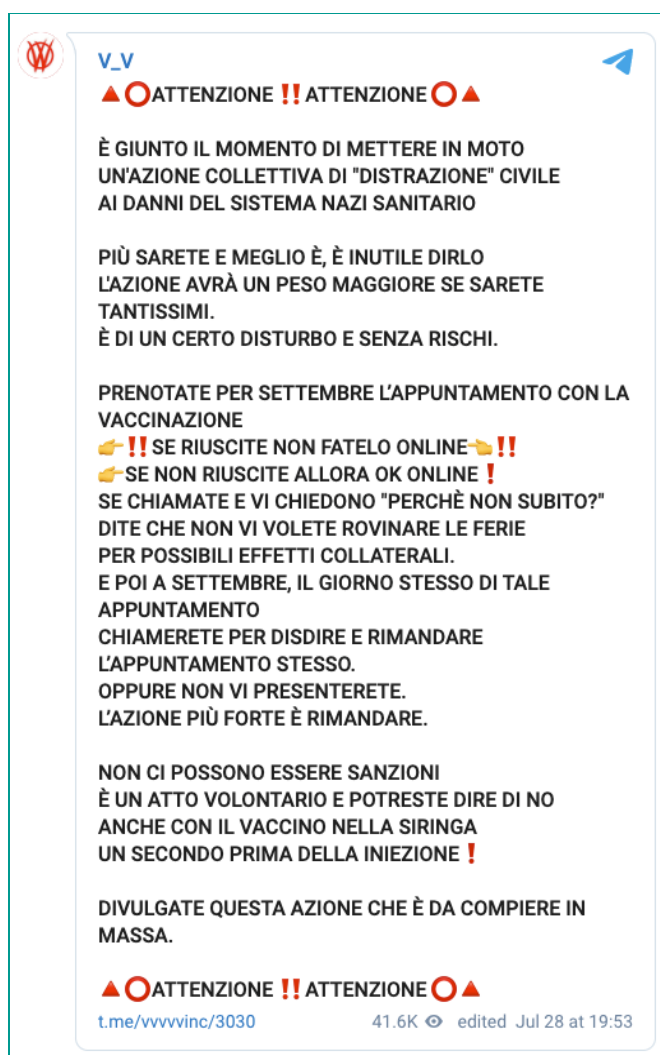 V_V
🔺⭕ATTENZIONE ‼️ ATTENZIONE⭕🔺
È GIUNTO IL MOMENTO DI METTERE IN MOTO
UN'AZIONE COLLETTIVA DI "DISTRAZIONE" CIVILE
AI DANNI DEL SISTEMA NAZI SANITARIO
PIÙ SARETE E MEGLIO È, È INUTILE DIRLO
L'AZIONE AVRÀ UN PESO MAGGIORE SE SARETE
TANTISSIMI.
È DI UN CERTO DISTURBO E SENZA RISCHI.
PRENOTATE PER SETTEMBRE L’APPUNTAMENTO CON LA
VACCINAZIONE
👉‼️SE RIUSCITE NON FATELO ONLINE👈‼️
👉SE NON RIUSCITE ALLORA OK ONLINE❗
SE CHIAMATE E VI CHIEDONO "PERCHÈ NON SUBITO?"
DITE CHE NON VI VOLETE ROVINARE LE FERIE
PER POSSIBILI EFFETTI COLLATERALI.
E POI A SETTEMBRE, IL GIORNO STESSO DI TALE
APPUNTAMENTO
CHIAMERETE PER DISDIRE E RIMANDARE
L’APPUNTAMENTO STESSO.
OPPURE NON VI PRESENTERETE.
L’AZIONE PIÙ FORTE È RIMANDARE.
NON CI POSSONO ESSERE SANZIONI
È UN ATTO VOLONTARIO E POTRESTE DIRE DI NO
ANCHE CON IL VACCINO NELLA SIRINGA
UN SECONDO PRIMA DELLA INIEZIONE❗
DIVULGATE QUESTA AZIONE CHE È DA COMPIERE IN
MASSA.
🔺⭕ATTENZIONE ‼️ ATTENZIONE⭕🔺
t.me/vvvvvinc/3030 41.6K edited Jul 28 at 19:53